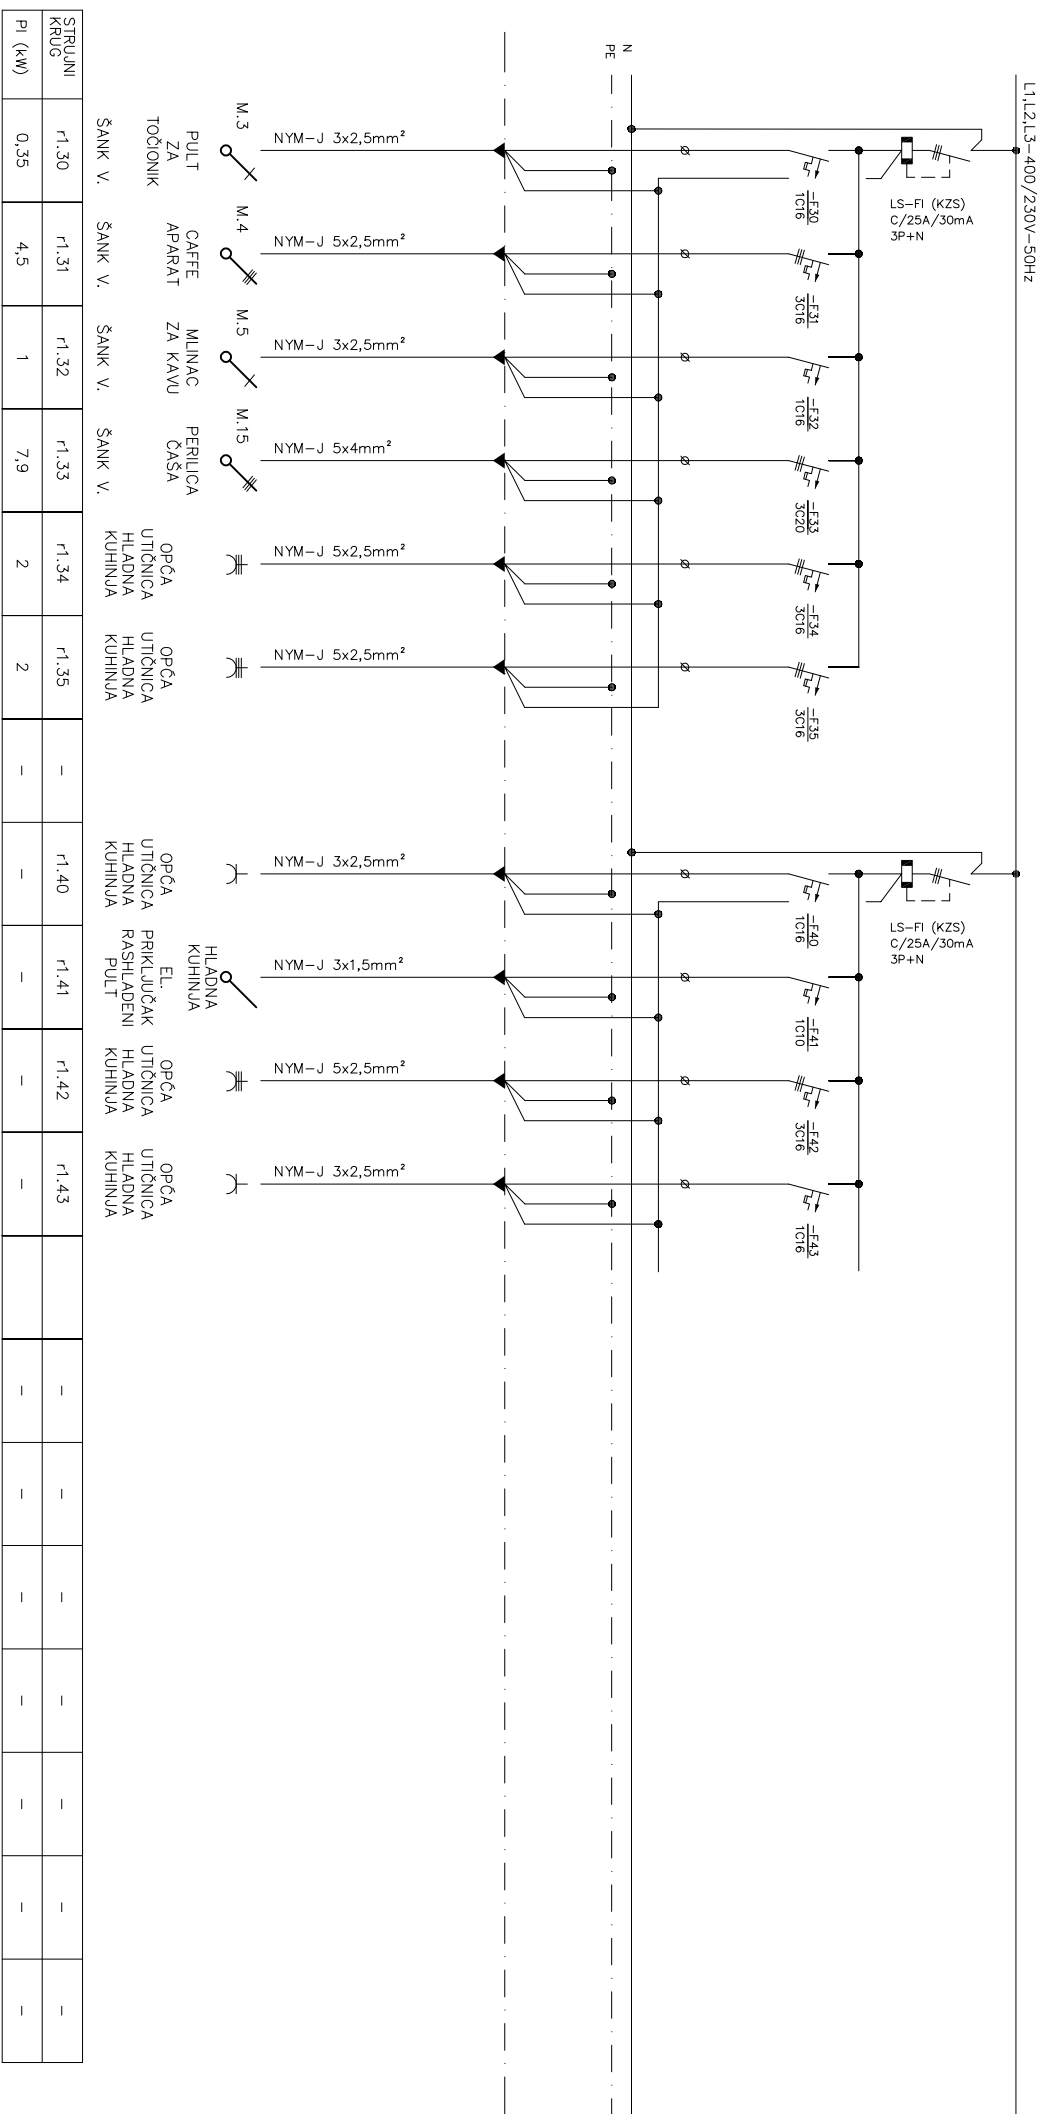 L1,L2,L3-400/230V-50Hz
N
PE
LS-FI (KZS)
C/25A/30mA
3P+N
LS-FI (KZS)
C/25A/30mA
3P+N
-F30
1C16
-F31
3C16
-F32
1C16
-F33
3C20
-F34
3C16
-F35
3C16
-F40
1C16
-F41
1C10
-F42
3C16
-F43
1C16
NYM-J 3x2,5mm²
NYM-J 5x2,5mm²
NYM-J 3x2,5mm²
NYM-J 5x4mm²
NYM-J 5x2,5mm²
NYM-J 5x2,5mm²
NYM-J 3x2,5mm²
NYM-J 3x1,5mm²
NYM-J 5x2,5mm²
NYM-J 3x2,5mm²
M.3
PULT
ZA
TOČIONIK
ŠANK V.
M.4
CAFFE
APARAT
ŠANK V.
M.5
MLINAC
ZA KAVU
ŠANK V.
M.15
PERILICA
ČAŠA
ŠANK V.
OPĆA
UTIČNICA
HLADNA
KUHINJA
OPĆA
UTIČNICA
HLADNA
KUHINJA
OPĆA
UTIČNICA
HLADNA
KUHINJA
HLADNA
KUHINJA
EL.
PRIKLJUČAK
RASHLAĐENI
PULT
OPĆA
UTIČNICA
HLADNA
KUHINJA
OPĆA
UTIČNICA
HLADNA
KUHINJA
STRUJNI
KRUG
r1.30 r1.31 r1.32 r1.33 r1.34 r1.35 - r1.40 r1.41 r1.42 r1.43 - - - - - - -
PI (kW) 0,35 4,5 1 7,9 2 2 - - - - - - - - - - - -